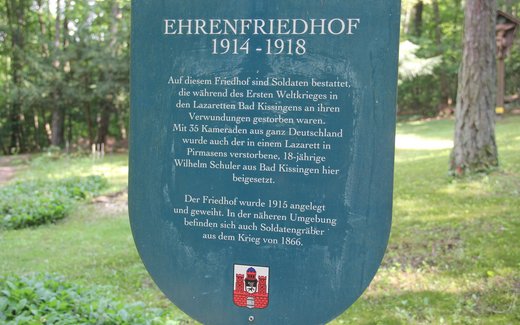 EHRENFRIEDHOF
1914 - 1918
Auf diesem Friedhof sind Soldaten bestattet,
die während des Ersten Weltkrieges in
den Lazaretten Bad Kissingens an ihren
Verwundungen gestorben waren.
Mit 35 Kameraden aus ganz Deutschland
wurde auch der in einem Lazarett in
Pirmasens verstorbene, 18-jährige
Wilhelm Schuler aus Bad Kissingen hier
beigesetzt.
Der Friedhof wurde 1915 angelegt
und geweiht. In der näheren Umgebung
befinden sich auch Soldatengräber
aus dem Krieg von 1866.